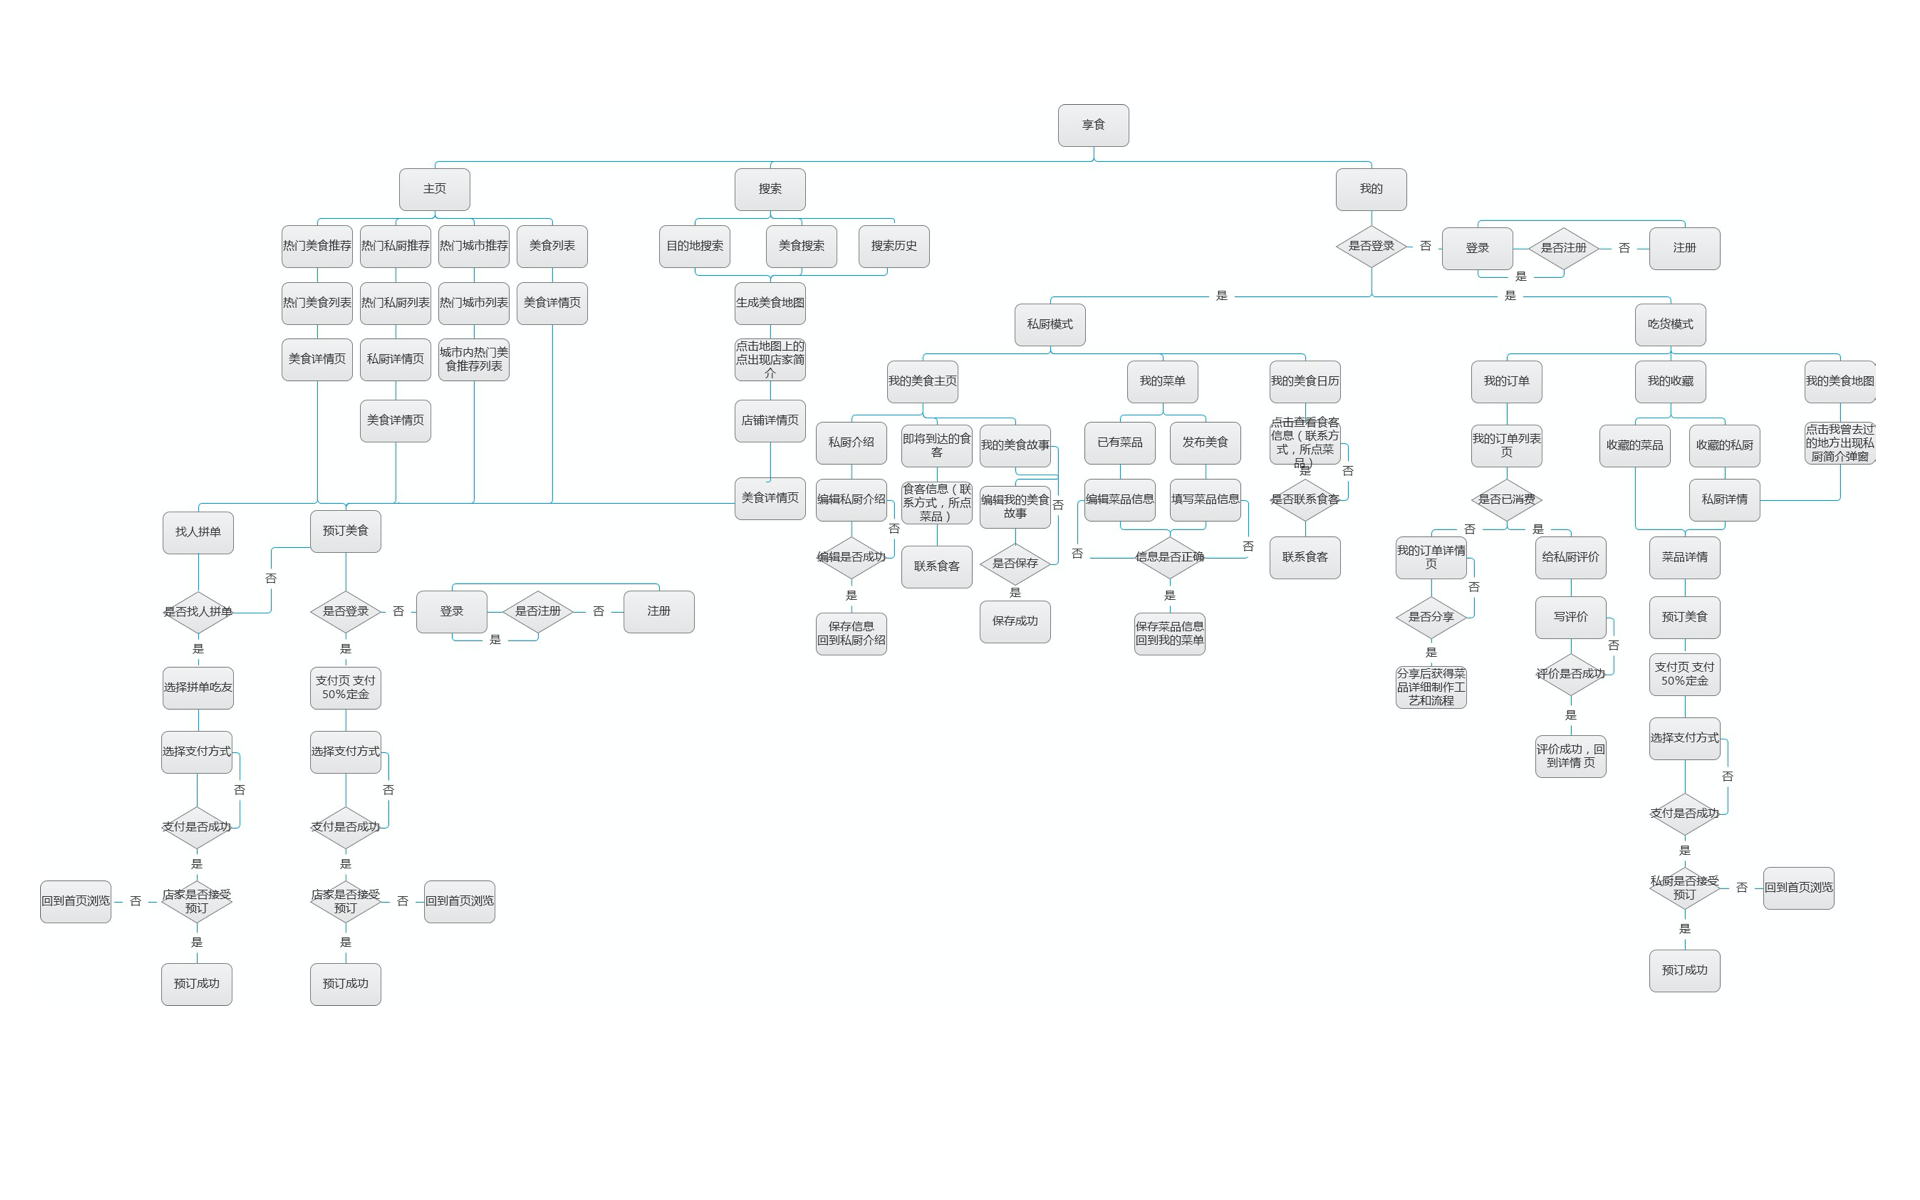 享食
主页
搜索
我的
热门美食推荐
热门私厨推荐
热门城市推荐
美食列表
目的地搜索
美食搜索
搜索历史
是否登录
否
登录
是否注册
否
注册
是
热门美食列表
热门私厨列表
热门城市列表
美食详情页
生成美食地图
是
是
私厨模式
吃货模式
美食详情页
私厨详情页
城市内热门美
食推荐列表
点击地图上的
点出现店家简
介
我的美食主页
我的菜单
我的美食日历
我的订单
我的收藏
我的美食地图
美食详情页
店铺详情页
私厨介绍
即将到达的食
客
我的美食故事
已有菜品
发布美食
点击查看食客
信息（联系方
式，所点菜
品）
是
否
我的订单列表
页
收藏的菜品
收藏的私厨
点击我曾去过
的地方出现私
厨简介弹窗
美食详情页
编辑私厨介绍
否
食客信息（联
系方式，所点
菜品）
编辑我的美食
故事
否
编辑菜品信息
填写菜品信息
是否联系食客
是否已消费
私厨详情
找人拼单
预订美食
否
是
编辑是否成功
联系食客
是否保存
否
信息是否正确
否
联系食客
我的订单详情
页
给私厨评价
菜品详情
否
否
是否找人拼单
是否登录
否
登录
是否注册
否
注册
是
是
是
保存信息
回到私厨介绍
保存成功
是
保存菜品信息
回到我的菜单
是否分享
写评价
否
预订美食
是
是
是
选择拼单吃友
支付页 支付
50%定金
分享后获得菜
品详细制作工
艺和流程
评价是否成功
支付页 支付
50%定金
是
选择支付方式
选择支付方式
评价成功，回
到详情 页
选择支付方式
否
否
否
支付是否成功
支付是否成功
支付是否成功
是
是
是
回到首页浏览
否
店家是否接受
预订
店家是否接受
预订
否
回到首页浏览
私厨是否接受
预订
否
回到首页浏览
是
是
是
预订成功
预订成功
预订成功